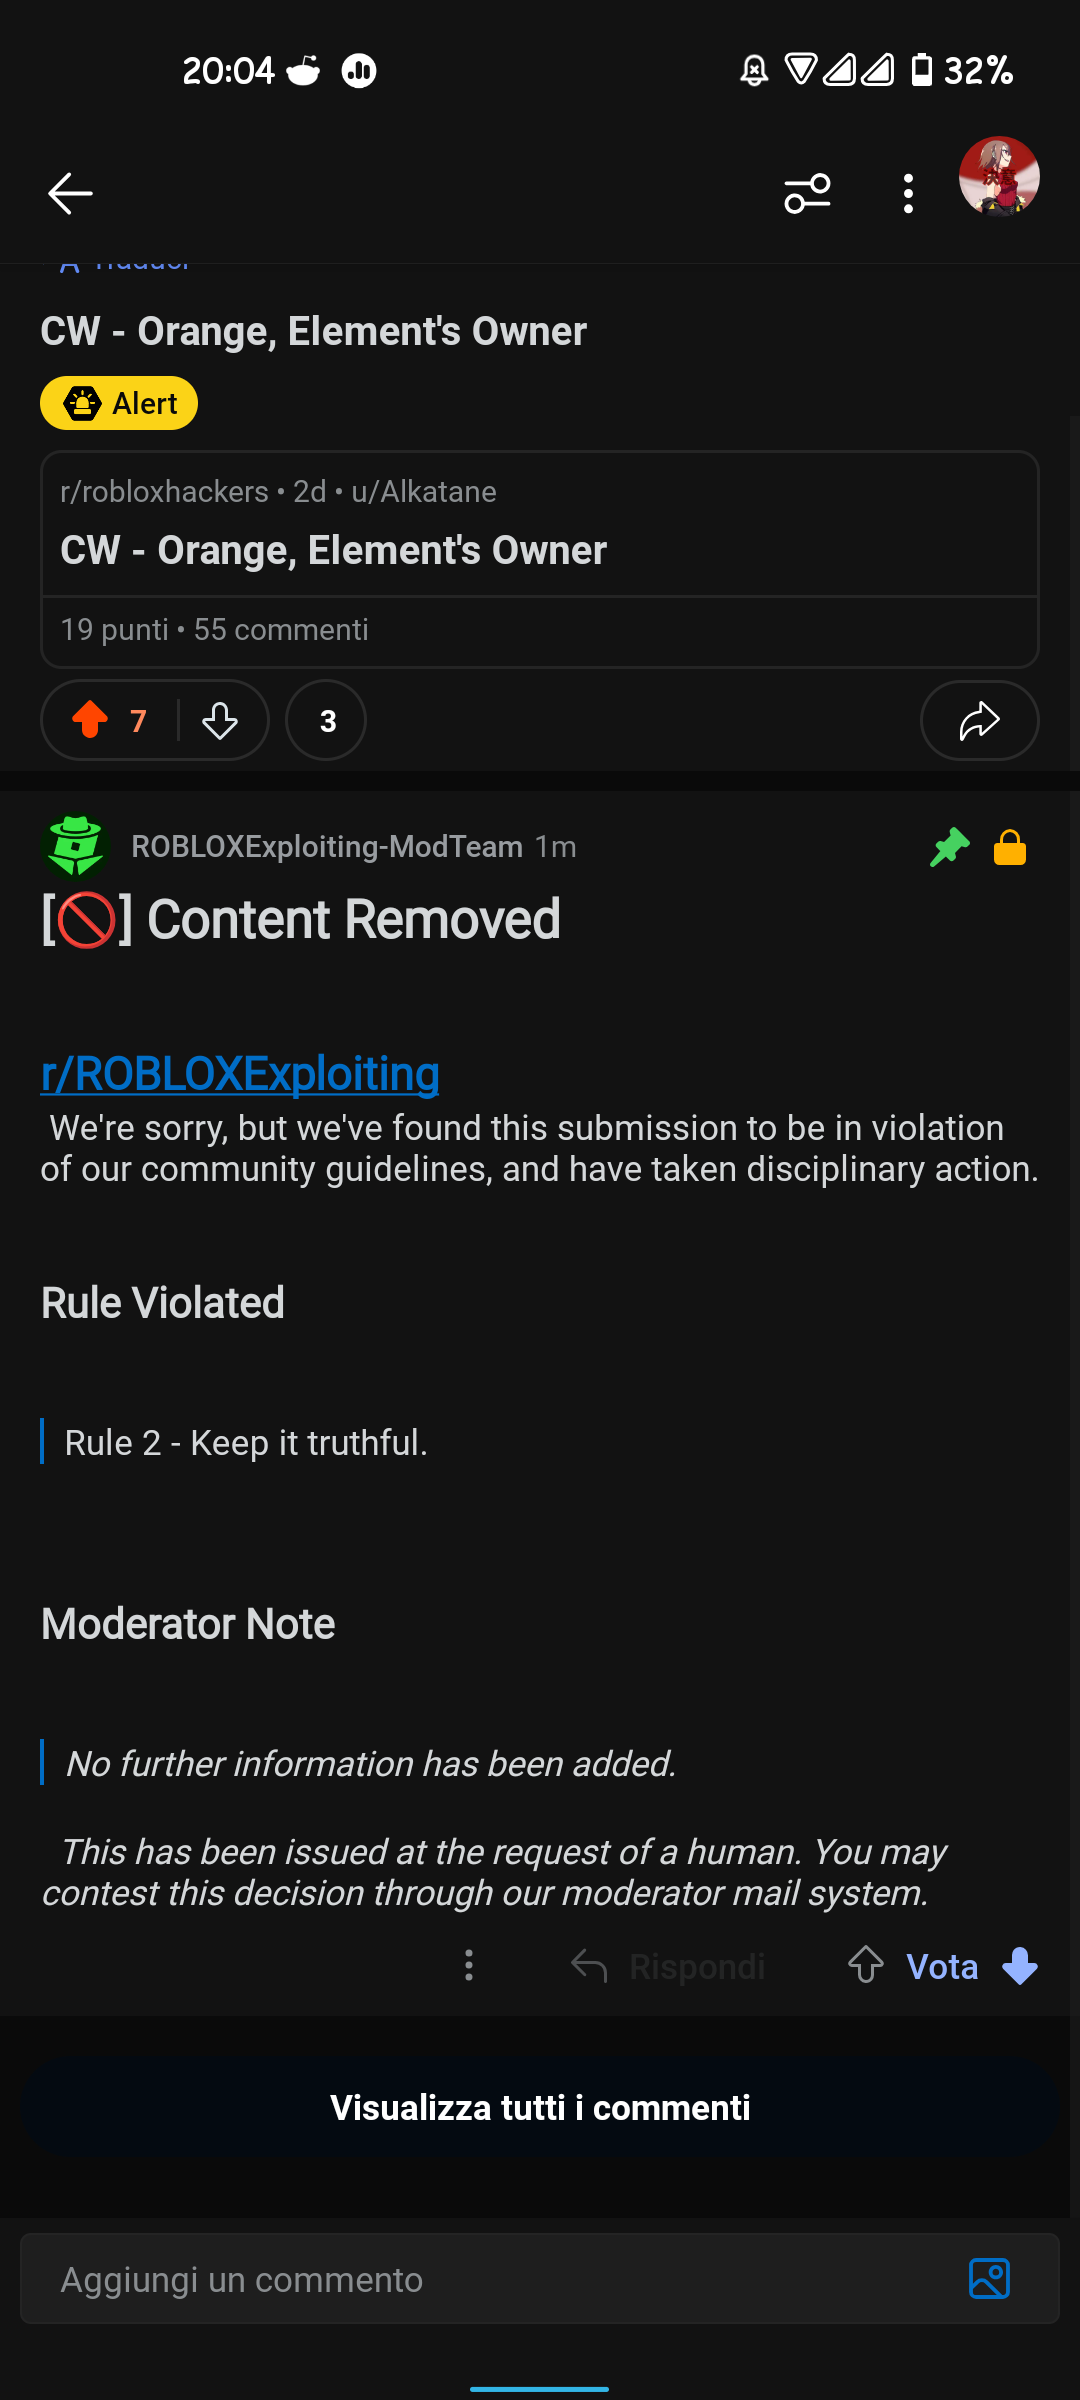 20:04
32%
CW - Orange, Element's Owner
Alert
r/robloxhackers • 2d • u/Alkatane
CW - Orange, Element's Owner
19 punti • 55 commenti
7
3
ROBLOXExploiting-ModTeam 1m
[🚫] Content Removed
r/ROBLOXExploiting
We're sorry, but we've found this submission to be in violation
of our community guidelines, and have taken disciplinary action.
Rule Violated
Rule 2 - Keep it truthful.
Moderator Note
No further information has been added.
This has been issued at the request of a human. You may
contest this decision through our moderator mail system.
Rispondi
Vota
Visualizza tutti i commenti
Aggiungi un commento